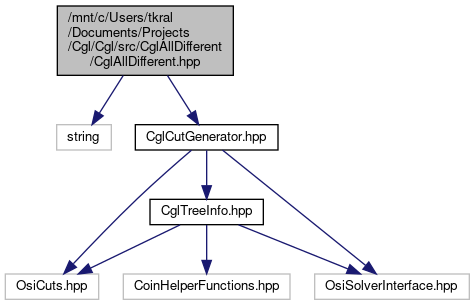 /mnt/c/Users/tkral
/Documents/Projects
/Cgl/Cgl/src/CglAllDifferent
/CglAllDifferent.hpp
string
CglCutGenerator.hpp
CglTreeInfo.hpp
OsiCuts.hpp
CoinHelperFunctions.hpp
OsiSolverInterface.hpp